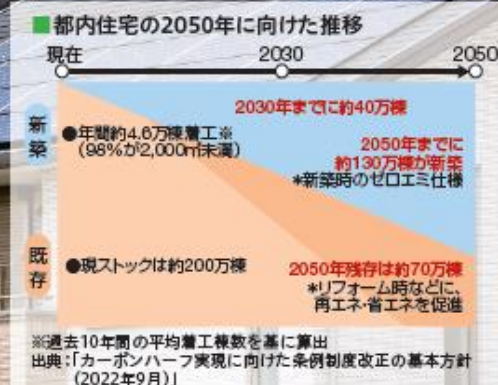 ■都内住宅の2050年に向けた推移
現在 2030 2050
新築
2030年までに約40万棟
●年間約4.6万棟着工※
(98%が2,000㎡未満)
2050年までに
約130万棟が新築
*新築時のゼロエミ仕様
既存
●現ストックは約200万棟
2050年残存は約70万棟
*リフォーム時などに、
再エネ・省エネを促進
※過去10年間の平均着工棟数を基に算出
出典：「カーボンハーフ実現に向けた条例制度改正の基本方針
(2022年9月)」